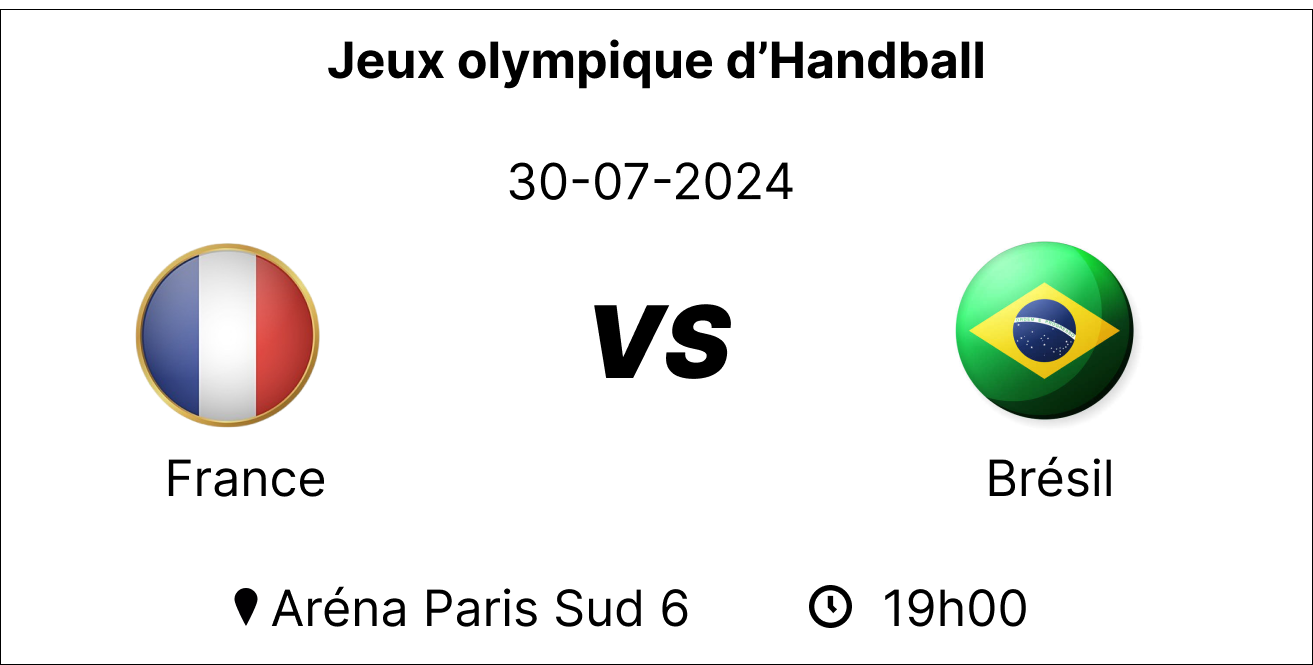 Jeux olympique d’Handball
30-07-2024
VS
France
Brésil
Aréna Paris Sud 6
19h00